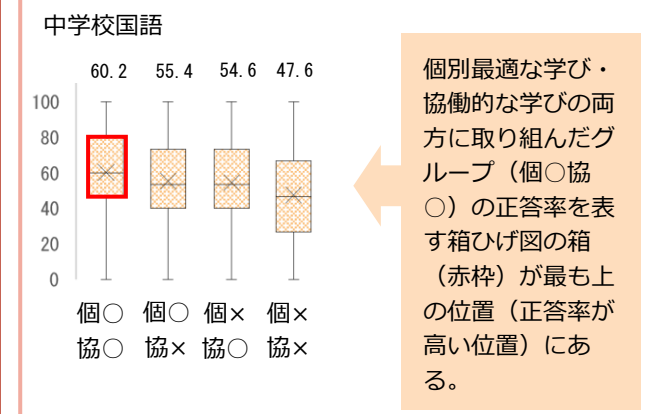 中学校国語
60.2 55.4 54.6 47.6
100
80
60
40
20
0
個○ 個○ 個× 個×
協○ 協× 協○ 協×
個別最適な学び・
協働的な学びの両
方に取り組んだグ
ループ（個○協
○）の正答率を表
す箱ひげ図の箱
（赤枠）が最も上
の位置（正答率が
高い位置）にあ
る。